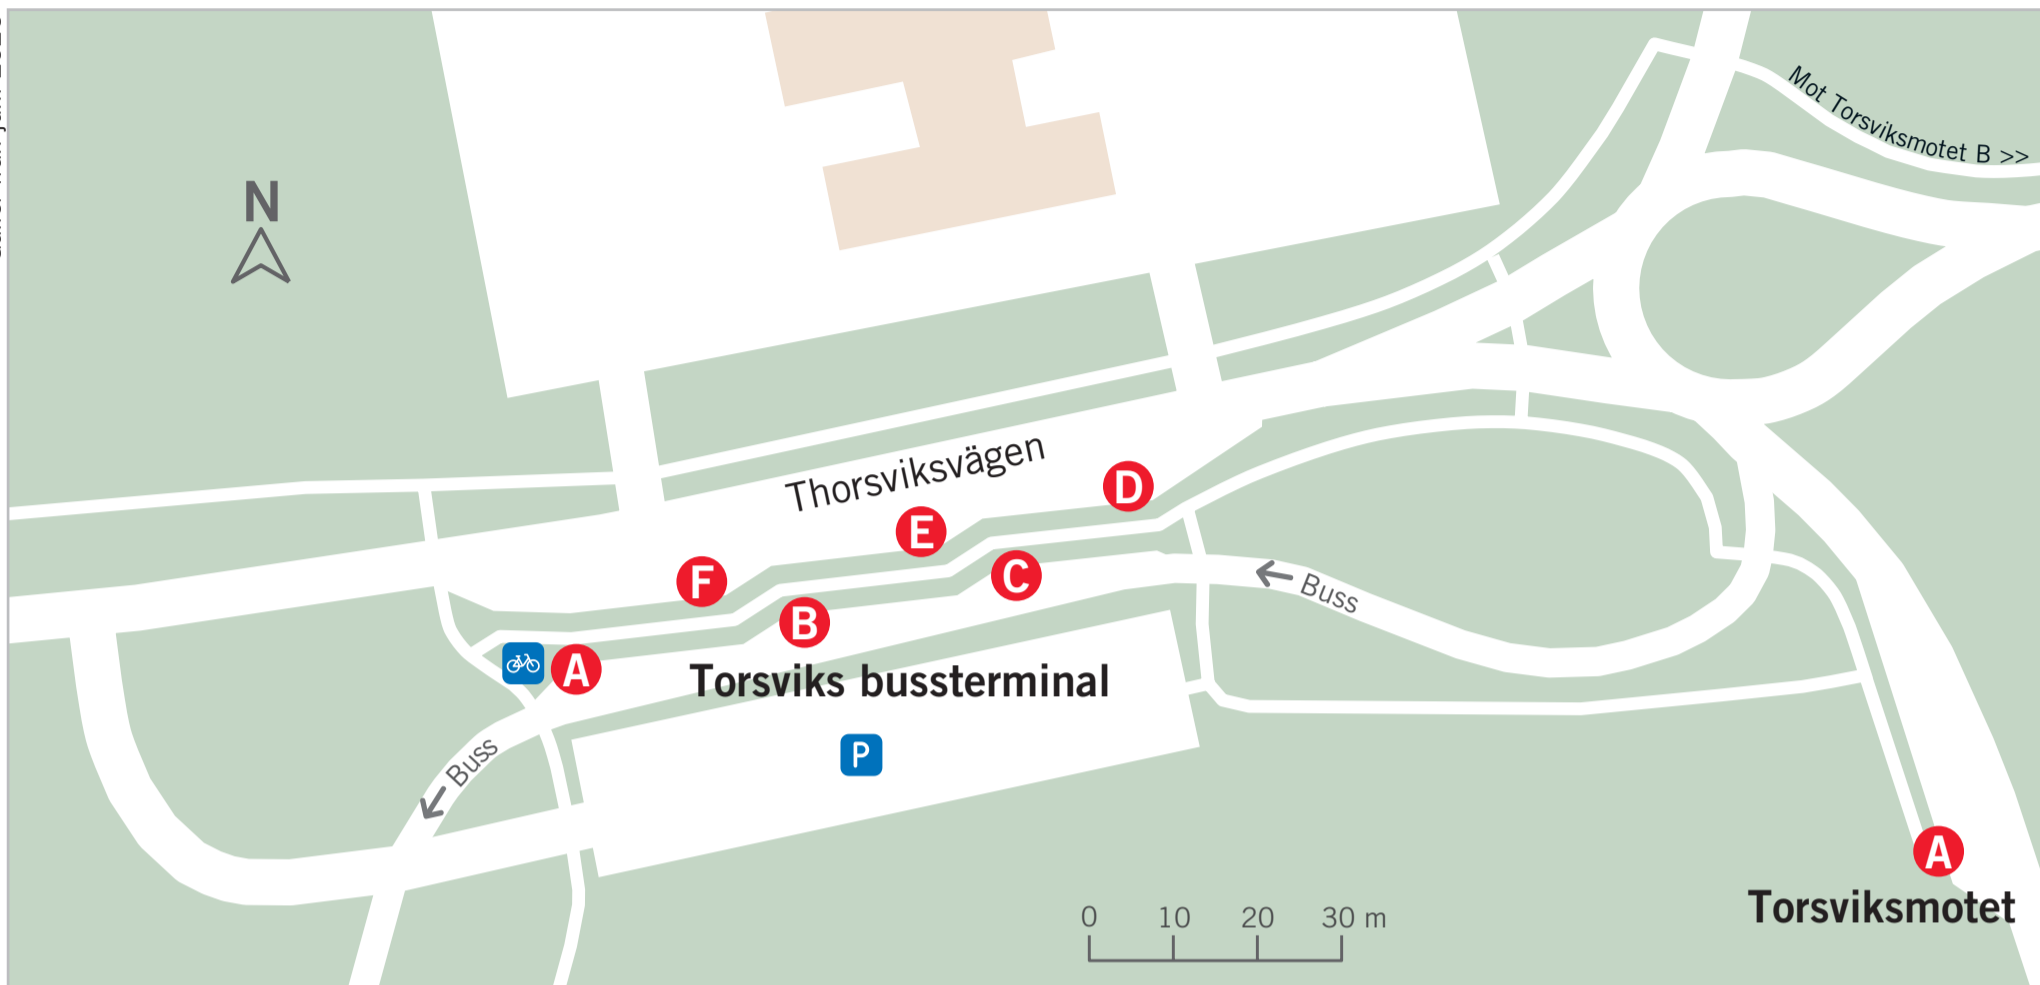 Mot Torsviksmotet B >>
N
Thorsviksvägen
D
E
C
F
Buss
B
A
Torsviks bussterminal
Buss
P
A
Torsviksmotet
0 10 20 30 m